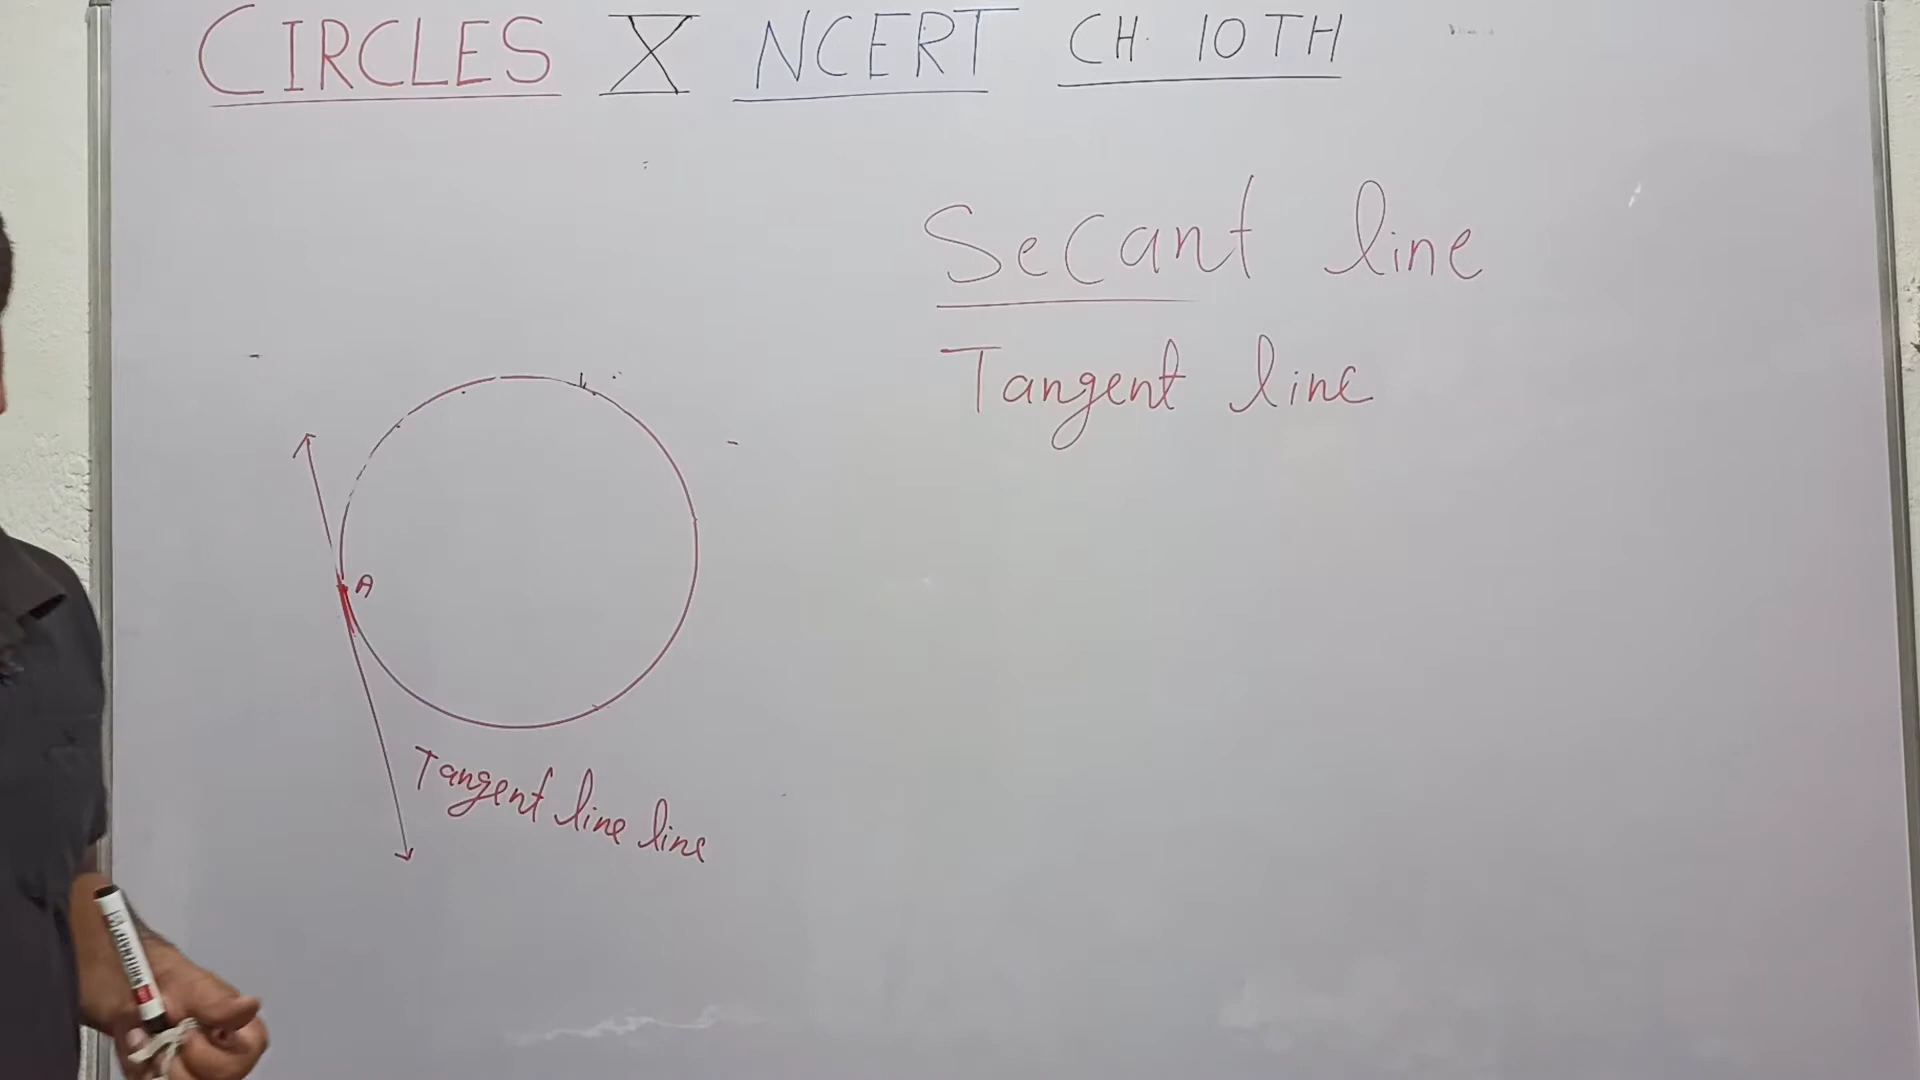 CIRCLES X NCERT CH. 10TH
Secant line
Tangent line
A
Tangent line line